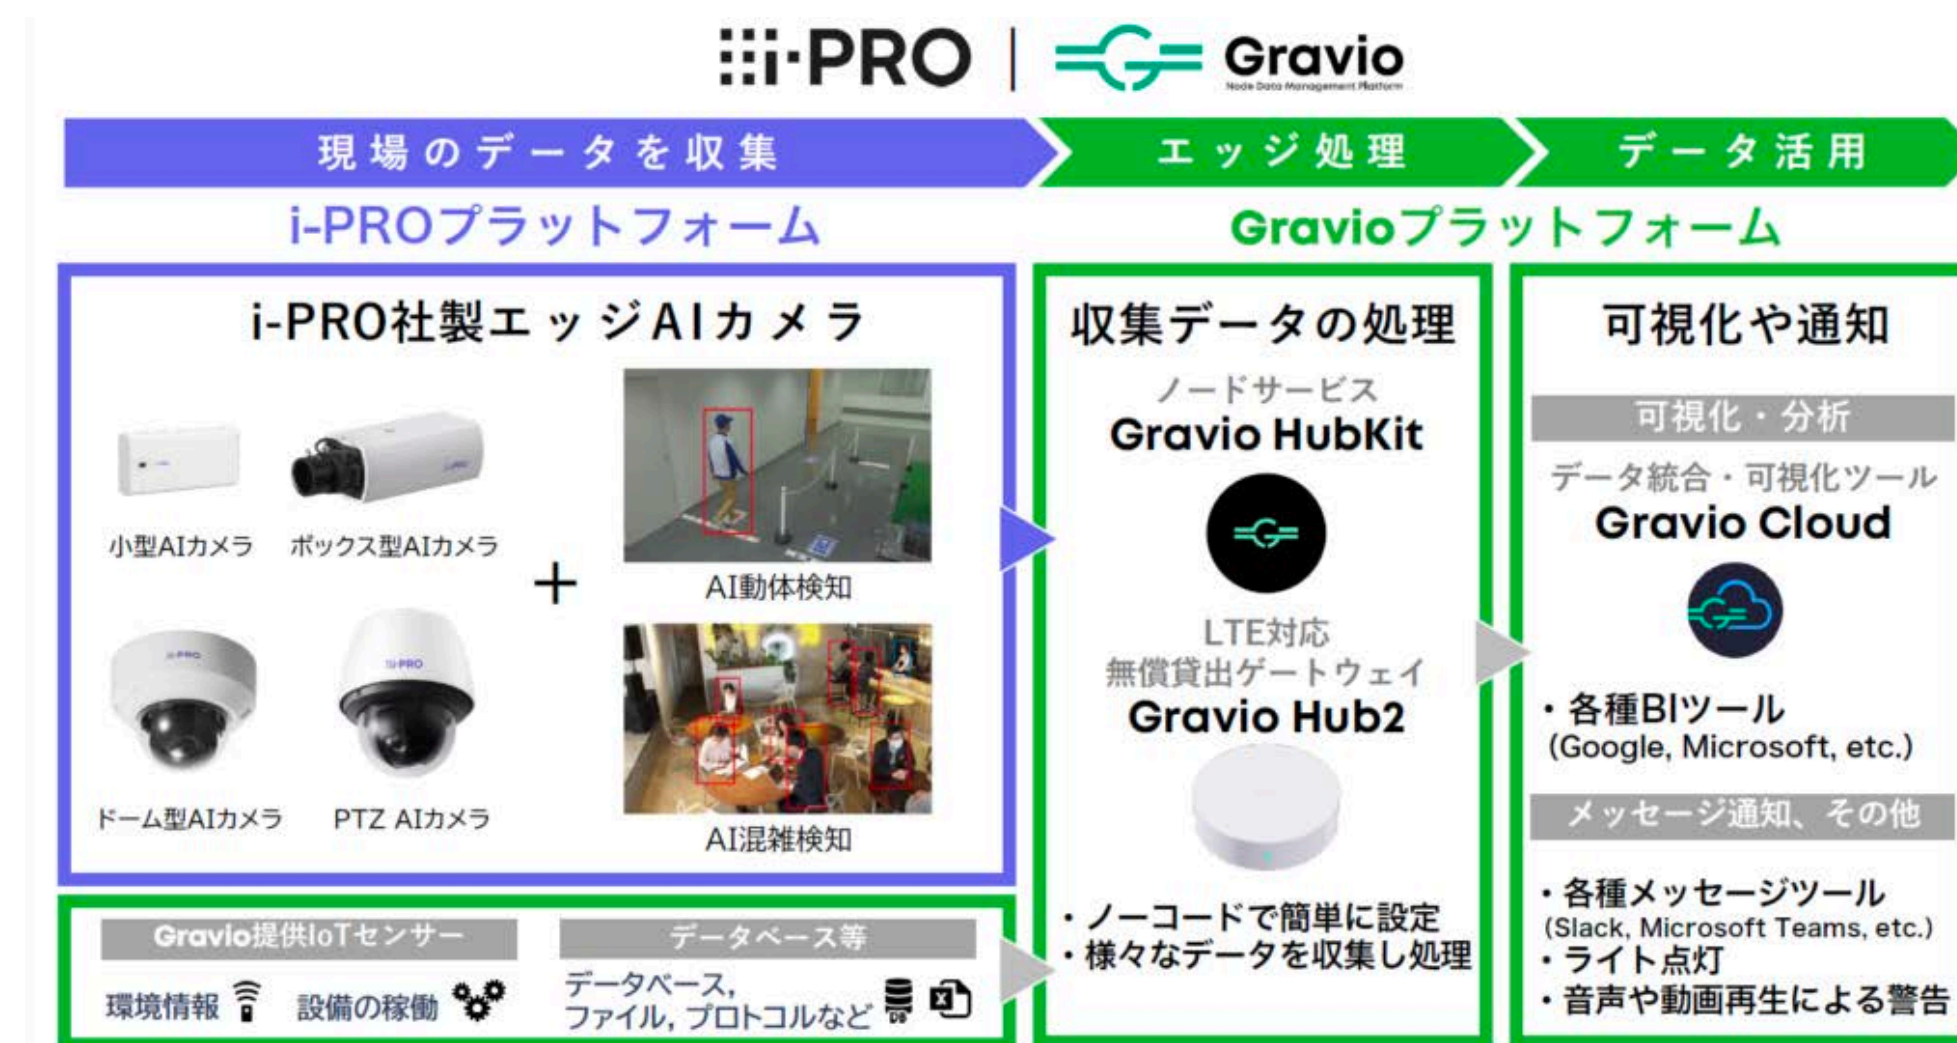 i-PRO
Gravio
Node Data Management Platform
現場のデータを収集
エッジ処理
データ活用
i-PROプラットフォーム
Gravioプラットフォーム
i-PRO社製エッジAIカメラ
小型AIカメラ
ボックス型AIカメラ
+
AI動体検知
i-PRO
i-PRO
ドーム型AIカメラ
PTZ AIカメラ
AI混雑検知
Gravio提供IoTセンサー
環境情報
設備の稼働
データベース等
データベース,
ファイル, プロトコルなど
DB
X
収集データの処理
ノードサービス
Gravio HubKit
LTE対応
無償貸出ゲートウェイ
Gravio Hub2
・ノーコードで簡単に設定
・様々なデータを収集し処理
可視化や通知
可視化・分析
データ統合・可視化ツール
Gravio Cloud
・各種BIツール
(Google, Microsoft, etc.)
メッセージ通知、その他
・各種メッセージツール
(Slack, Microsoft Teams, etc.)
・ライト点灯
・音声や動画再生による警告